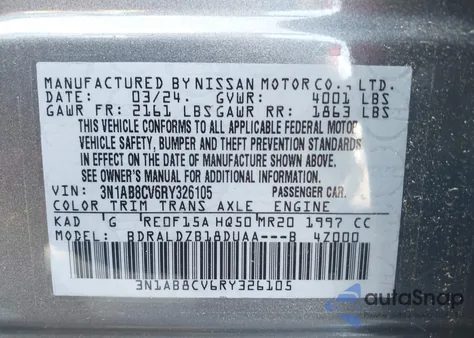 MANUFACTURED BY NISSAN MOTOR CO., LTD.
DATE: 03/24. GVWR: 4001 LBS
GAWR FR: 2161 LBS GAWR RR: 1863 LBS
THIS VEHICLE CONFORMS TO ALL APPLICABLE FEDERAL MOTOR
VEHICLE SAFETY, BUMPER AND THEFT PREVENTION STANDARDS
IN EFFECT ON THE DATE OF MANUFACTURE SHOWN ABOVE.
SEE OWNER'S MANUAL FOR ADDITIONAL INFORMATION.
VIN: 3N1AB8CV6RY326105 PASSENGER CAR.
COLOR TRIM TRANS AXLE ENGINE
KAD G RE0F15A HQ50 MR20 1997 CC
MODEL: BDRALDZB18DUAA---B 4Z000
3N1AB8CV6RY326105
autoSnap